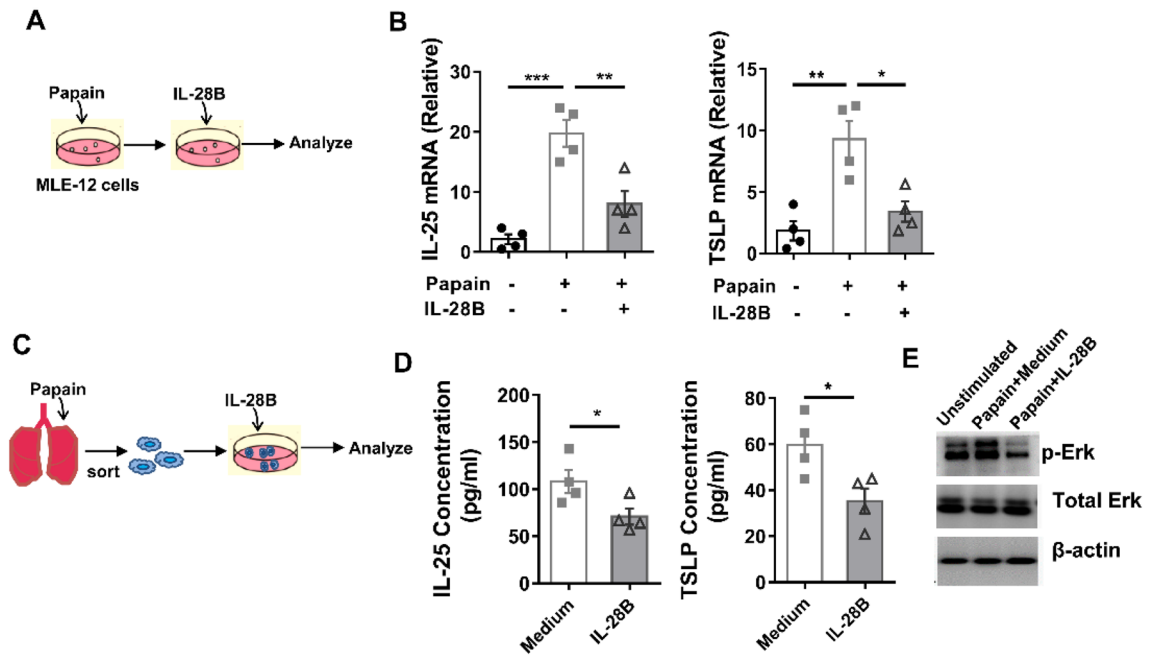 A
Papain
IL-28B
Analyze
MLE-12 cells
B
IL-25 mRNA (Relative)
30
20
10
0
***
**
Papain - + +
IL-28B - - +
TSLP mRNA (Relative)
15
10
5
0
**
*
Papain - + +
IL-28B - - +
C
Papain
sort
IL-28B
Analyze
D
IL-25 Concentration
(pg/ml)
200
150
100
50
0
*
Medium
IL-28B
TSLP Concentration
(pg/ml)
80
60
40
20
0
*
Medium
IL-28B
E
Unstimulated
Papain+Medium
Papain+IL-28B
p-Erk
Total Erk
β-actin